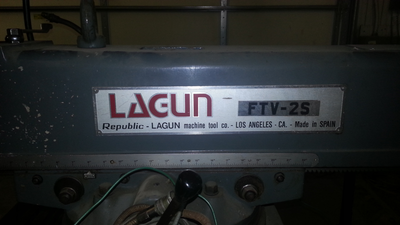 LAGUN FTV-2S
Republic - LAGUN machine tool co. - LOS ANGELES - CA. - Made in SPAIN